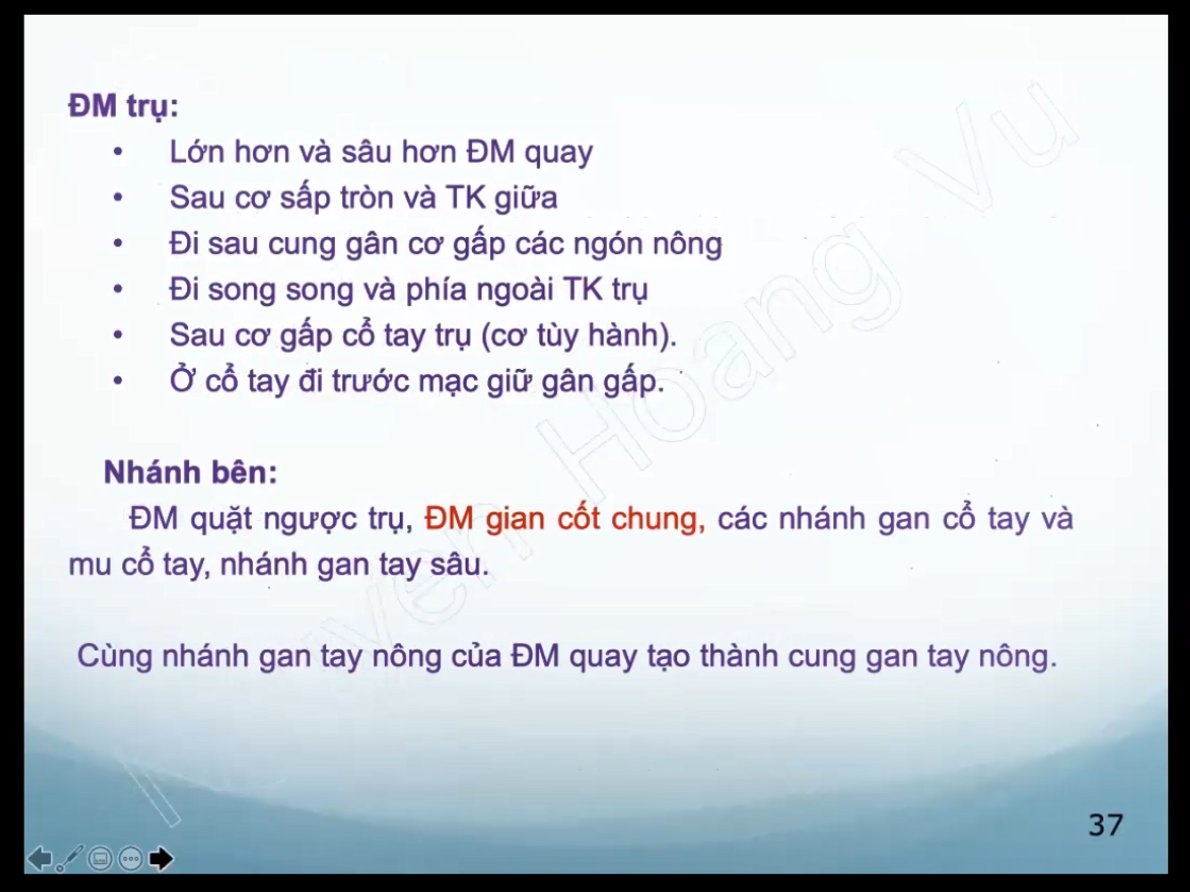 ĐM trụ:
• Lớn hơn và sâu hơn ĐM quay
• Sau cơ sấp tròn và TK giữa
• Đi sau cung gân cơ gấp các ngón nông
• Đi song song và phía ngoài TK trụ
• Sau cơ gấp cổ tay trụ (cơ tùy hành).
• Ở cổ tay đi trước mạc giữ gân gấp.
Nhánh bên:
ĐM quặt ngược trụ, ĐM gian cốt chung, các nhánh gan cổ tay và
mu cổ tay, nhánh gan tay sâu.
Cùng nhánh gan tay nông của ĐM quay tạo thành cung gan tay nông.
Hoang Vu
37